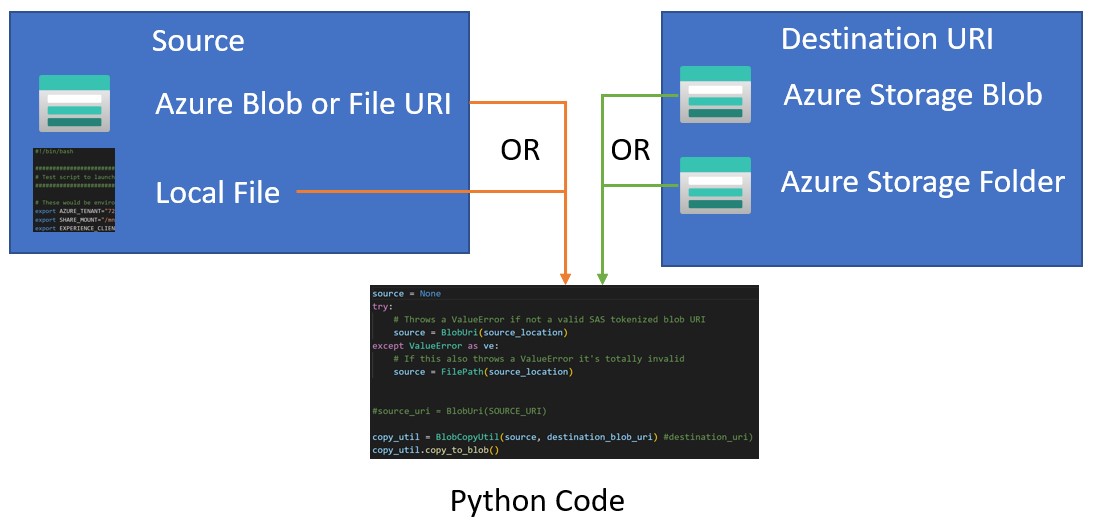 Source
Azure Blob or File URI
#!/bin/bash
########################
# Test script to launch
########################
# These would be enviro
export AZURE_TENANT="72
export SHARE_MOUNT="/mn
export EXPERIENCE_CLIEN
Local File
OR
OR
Destination URI
Azure Storage Blob
Azure Storage Folder
source = None
try:
    # Throws a ValueError if not a valid SAS tokenized blob URI
    source = BlobUri(source_location)
except ValueError as ve:
    # If this also throws a ValueError it's totally invalid
    source = FilePath(source_location)
#source_uri = BlobUri(SOURCE_URI)
copy_util = BlobCopyUtil(source, destination_blob_uri) #destination_uri)
copy_util.copy_to_blob()
Python Code